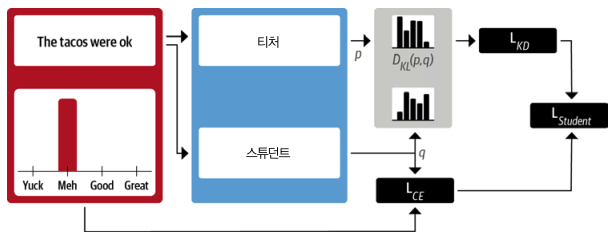 The tacos were ok
티처
p
D_KL(p,q)
L_KD
L_Student
스튜던트
q
L_CE
Yuck Meh Good Great